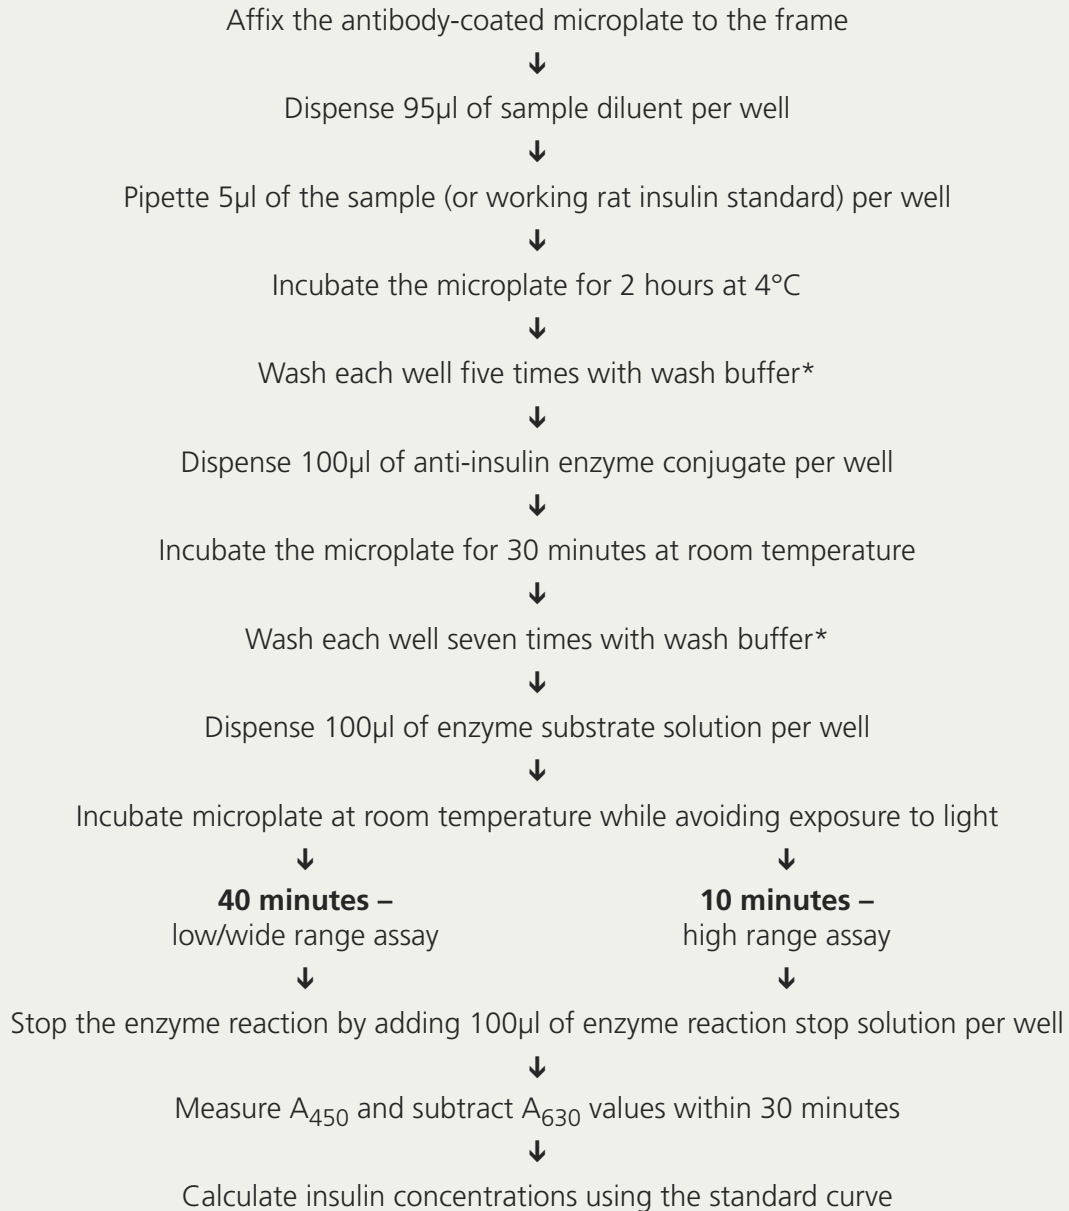 Affix the antibody-coated microplate to the frame
↓
Dispense 95µl of sample diluent per well
↓
Pipette 5µl of the sample (or working rat insulin standard) per well
↓
Incubate the microplate for 2 hours at 4°C
↓
Wash each well five times with wash buffer*
↓
Dispense 100µl of anti-insulin enzyme conjugate per well
↓
Incubate the microplate for 30 minutes at room temperature
↓
Wash each well seven times with wash buffer*
↓
Dispense 100µl of enzyme substrate solution per well
↓
Incubate microplate at room temperature while avoiding exposure to light
↓ ↓
40 minutes – 10 minutes –
low/wide range assay high range assay
↓ ↓
Stop the enzyme reaction by adding 100µl of enzyme reaction stop solution per well
↓
Measure A450 and subtract A630 values within 30 minutes
↓
Calculate insulin concentrations using the standard curve